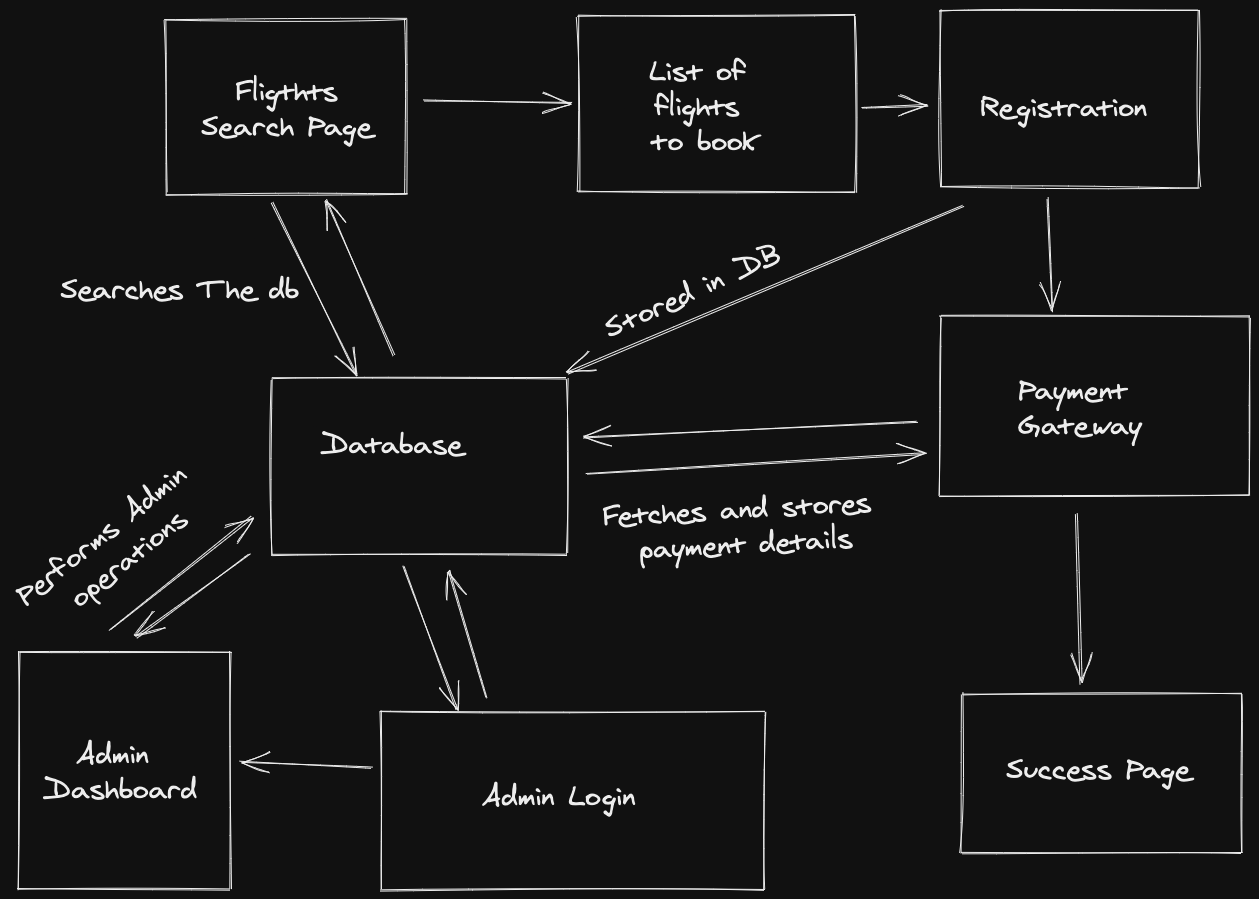 Fligthts
Search Page
List of
flights
to book
Registration
Searches The db
Stored in DB
Payment
Gateway
Database
Fetches and stores
payment details
Performs Admin
operations
Admin
Dashboard
Admin Login
Success Page